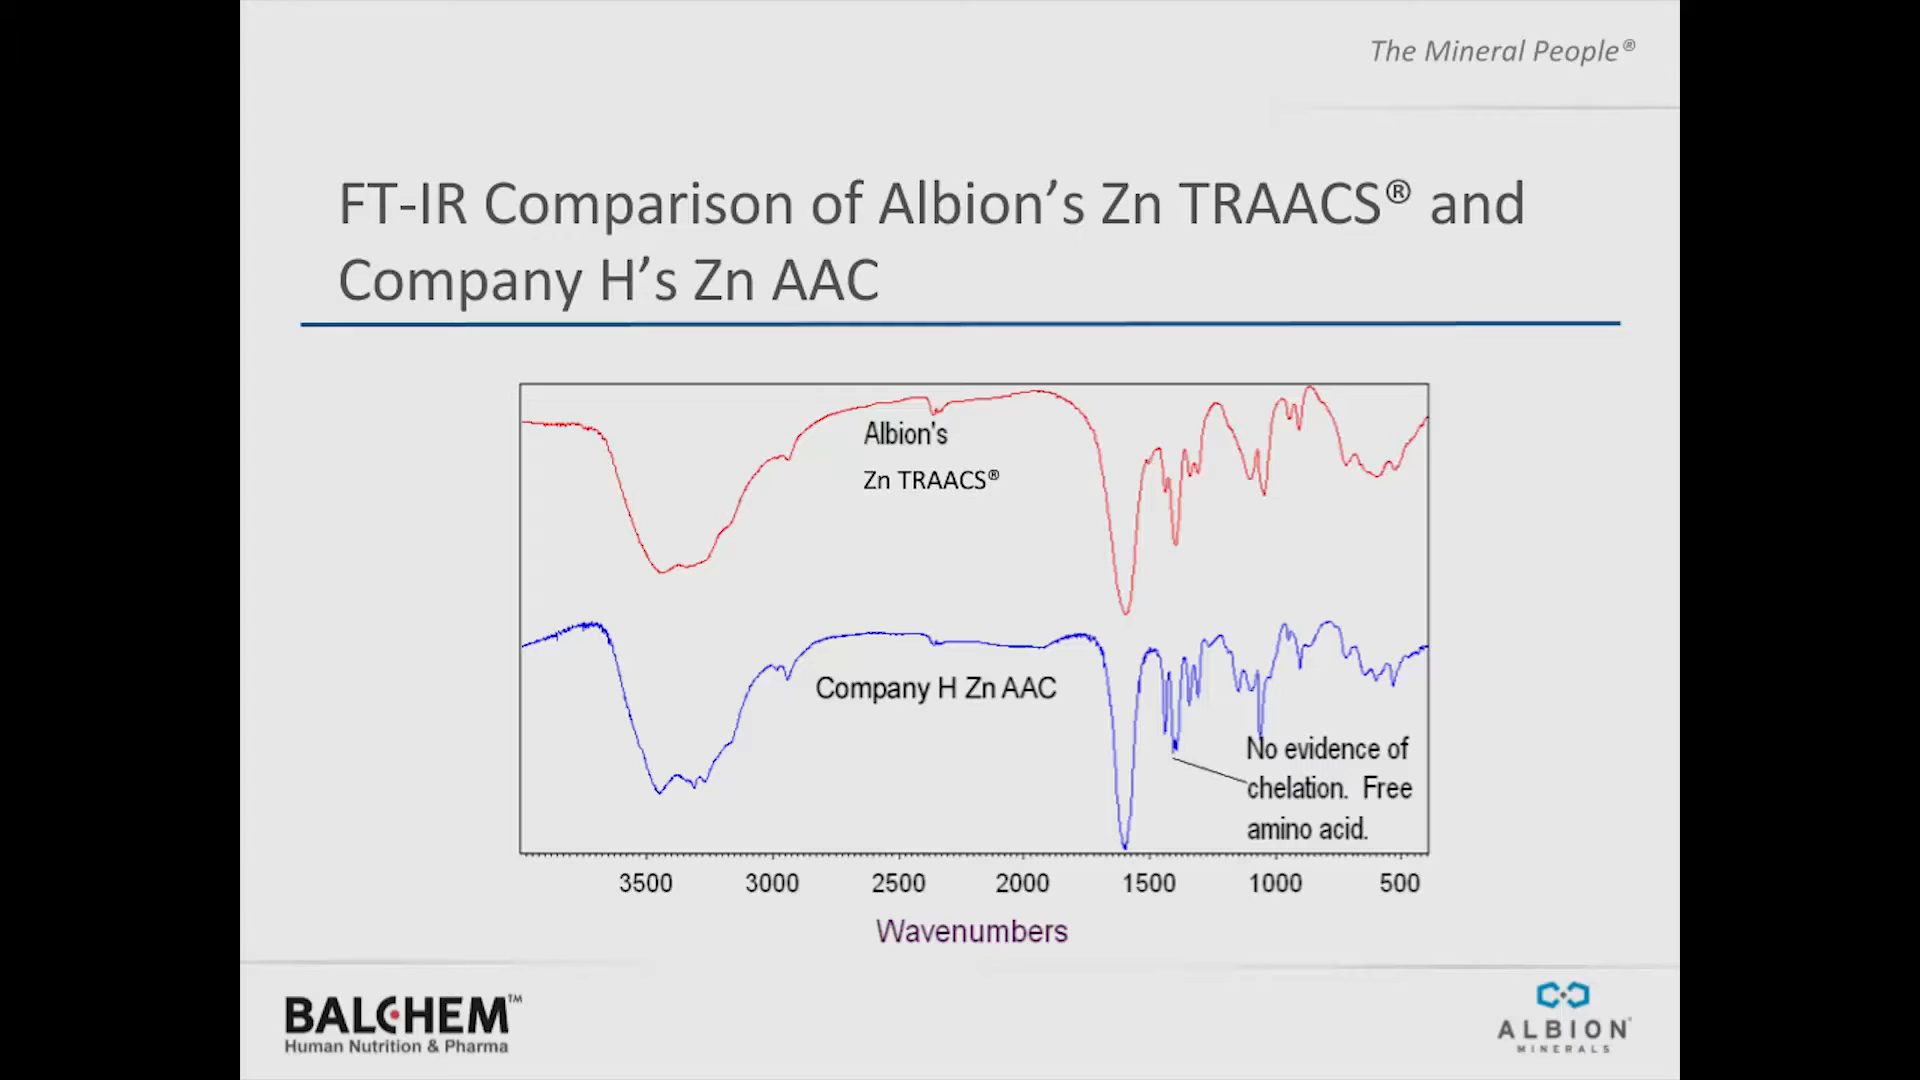 The Mineral People®
FT-IR Comparison of Albion’s Zn TRAACS® and
Company H’s Zn AAC
Albion's
Zn TRAACS®
Company H Zn AAC
No evidence of
chelation. Free
amino acid.
3500 3000 2500 2000 1500 1000 500
Wavenumbers
BALCHEM™
Human Nutrition & Pharma
ALBION®
MINERALS